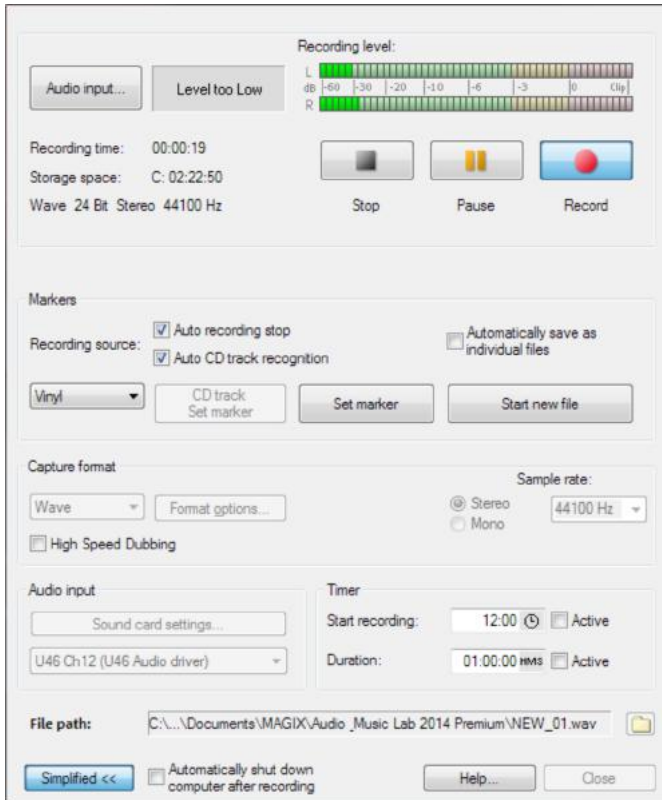 Recording level:
Audio input...
Level too Low
L
dB -60 -30 -20 -10 -6 -3 0 Clip
R
Recording time: 00:00:19
Storage space: C: 02:22:50
Wave 24 Bit Stereo 44100 Hz
Stop Pause Record
Markers
Recording source:
Auto recording stop
Auto CD track recognition
Automatically save as
individual files
Vinyl
CD track
Set marker
Set marker
Start new file
Capture format
Sample rate:
Wave
Format options...
Stereo
Mono
44100 Hz
High Speed Dubbing
Audio input
Sound card settings...
U46 Ch12 (U46 Audio driver)
Timer
Start recording: 12:00 Active
Duration: 01:00:00 HMS Active
File path: C:\...\Documents\MAGIX\Audio_Music Lab 2014 Premium\NEW_01.wav
Simplified <<
Automatically shut down
computer after recording
Help...
Close